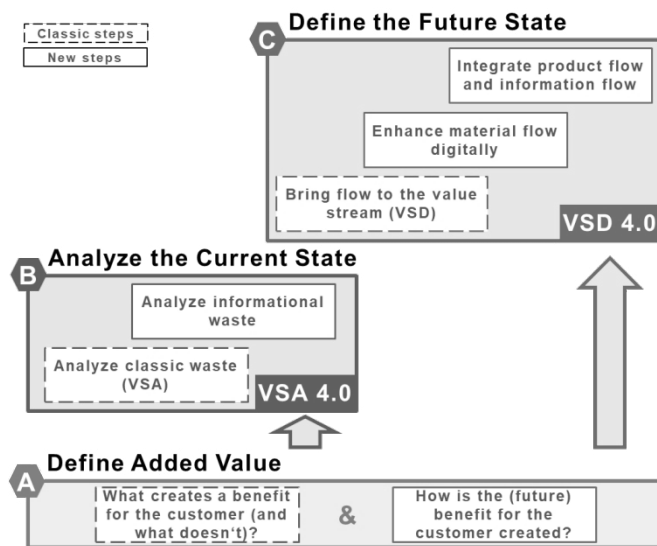 Define the Future State
Classic steps
New steps
C
Integrate product flow
and information flow
Enhance material flow
digitally
Bring flow to the value
stream (VSD)
VSD 4.0
Analyze the Current State
B
Analyze informational
waste
Analyze classic waste
(VSA)
VSA 4.0
Define Added Value
A
What creates a benefit
for the customer (and
what doesn‘t)?
&
How is the (future)
benefit for the
customer created?